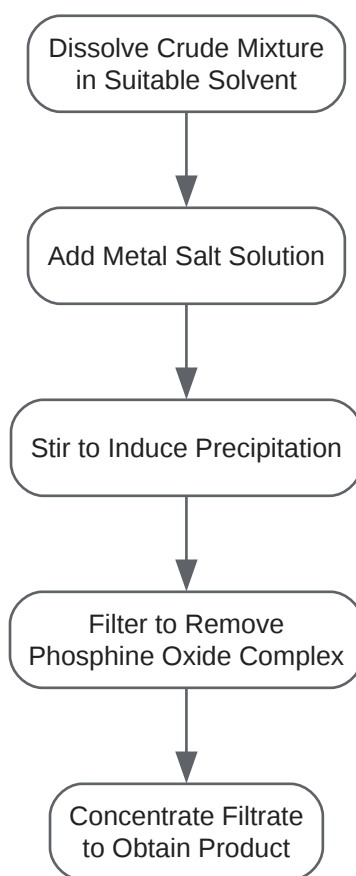 Dissolve Crude Mixture
in Suitable Solvent
Add Metal Salt Solution
Stir to Induce Precipitation
Filter to Remove
Phosphine Oxide Complex
Concentrate Filtrate
to Obtain Product